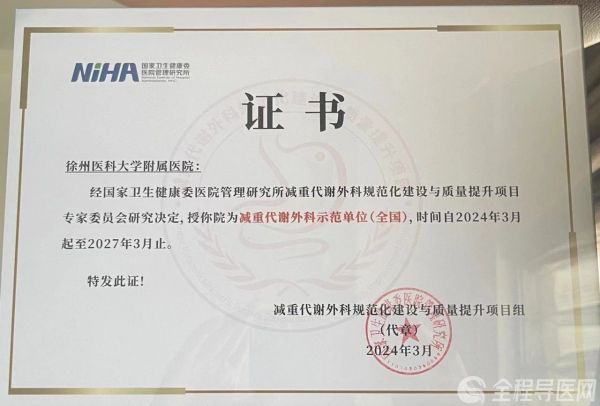 NIHA 国家卫生健康委
医院管理研究所
证书
徐州医科大学附属医院:
经国家卫生健康委医院管理研究所减重代谢外科规范化建设与质量提升项目
专家委员会研究决定,授你院为减重代谢外科示范单位(全国),时间自2024年3月
起至2027年3月止。
特发此证!
减重代谢外科规范化建设与质量提升项目组
(代章)
2024年3月
全程导医网